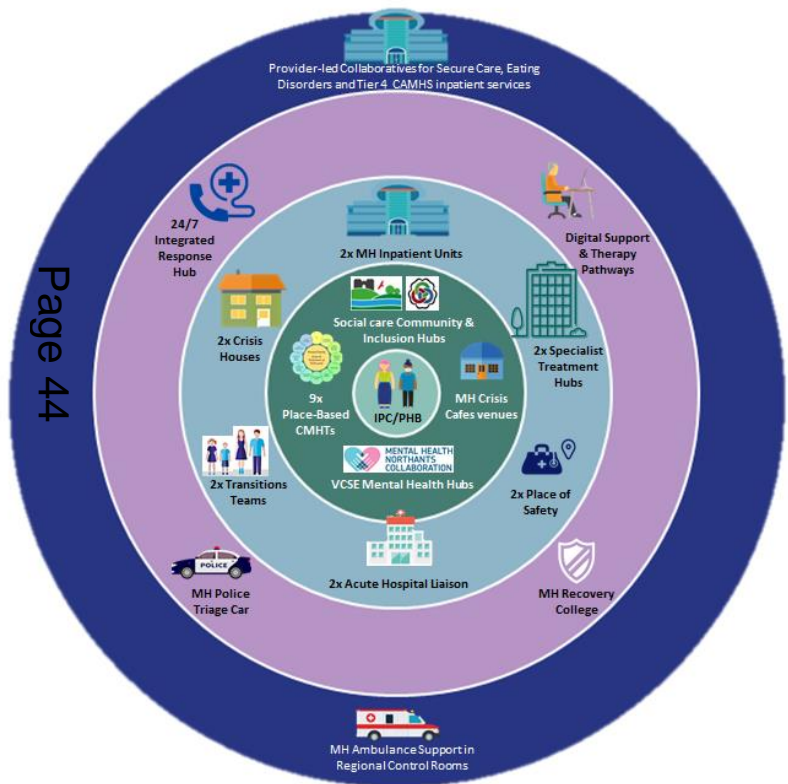 Provider-led Collaboratives for Secure Care, Eating
Disorders and Tier 4 CAMHS inpatient services
24/7
Integrated
Response
Hub
Digital Support
& Therapy
Pathways
2x MH Inpatient Units
2x Crisis
Houses
Social care Community &
Inclusion Hubs
2x Specialist
Treatment
Hubs
9x
Place-Based
CMHTs
IPC/PHB
MH Crisis
Cafes venues
MENTAL HEALTH
NORTHANTS
COLLABORATION
VCSE Mental Health Hubs
2x Transitions
Teams
2x Place of
Safety
2x Acute Hospital Liaison
POLICE
MH Police
Triage Car
MH Recovery
College
MH Ambulance Support in
Regional Control Rooms
Page 44